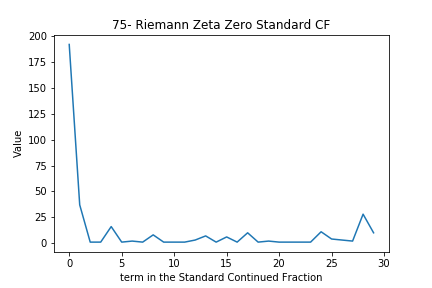 75- Riemann Zeta Zero Standard CF
Value
200
175
150
125
100
75
50
25
0
0 5 10 15 20 25 30
term in the Standard Continued Fraction